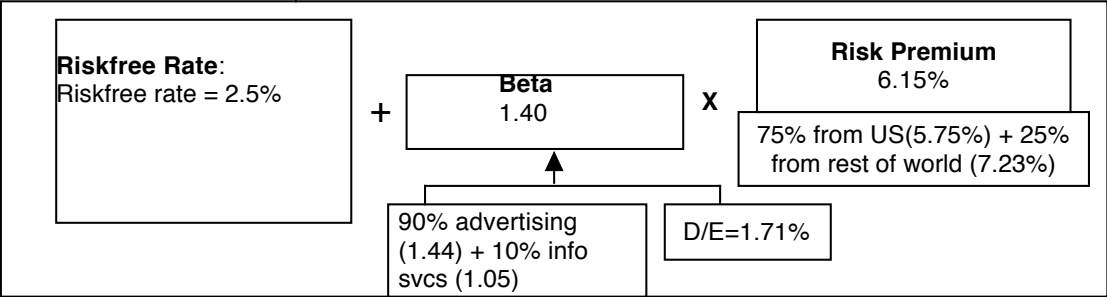 Riskfree Rate:
Riskfree rate = 2.5%
+
Beta
1.40
X
Risk Premium
6.15%
75% from US(5.75%) + 25%
from rest of world (7.23%)
90% advertising
(1.44) + 10% info
svcs (1.05)
D/E=1.71%